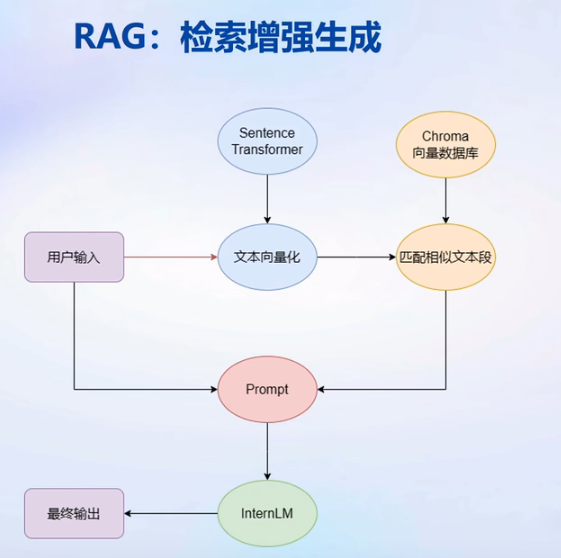 RAG：检索增强生成
Sentence
Transformer
Chroma
向量数据库
用户输入
文本向量化
匹配相似文本段
Prompt
最终输出
InternLM